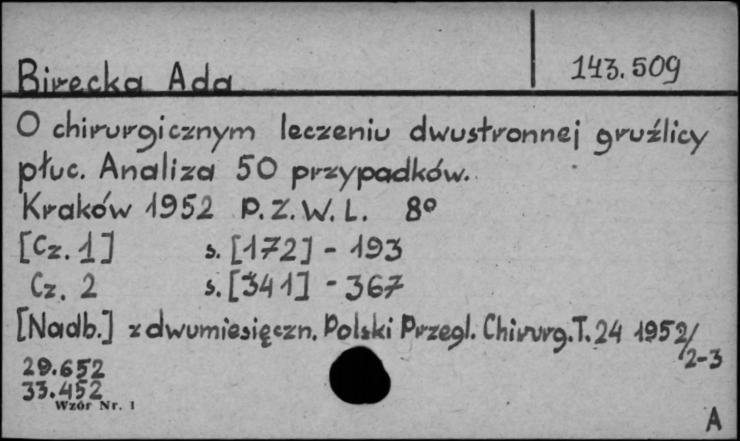 Birecka Ada
143.509
O chirurgicznym leczeniu dwustronnej gruźlicy
płuc. Analiza 50 przypadków.
Kraków 1952 P.Z.W.L. 8°
[Cz. 1] s. [172] - 193
Cz. 2 s. [341] - 367
[Nadb.] z dwumiesięczn. Polski Przegl. Chirurg. T. 24 1952/2-3
29.652
33.452
Wzór Nr. 1
A